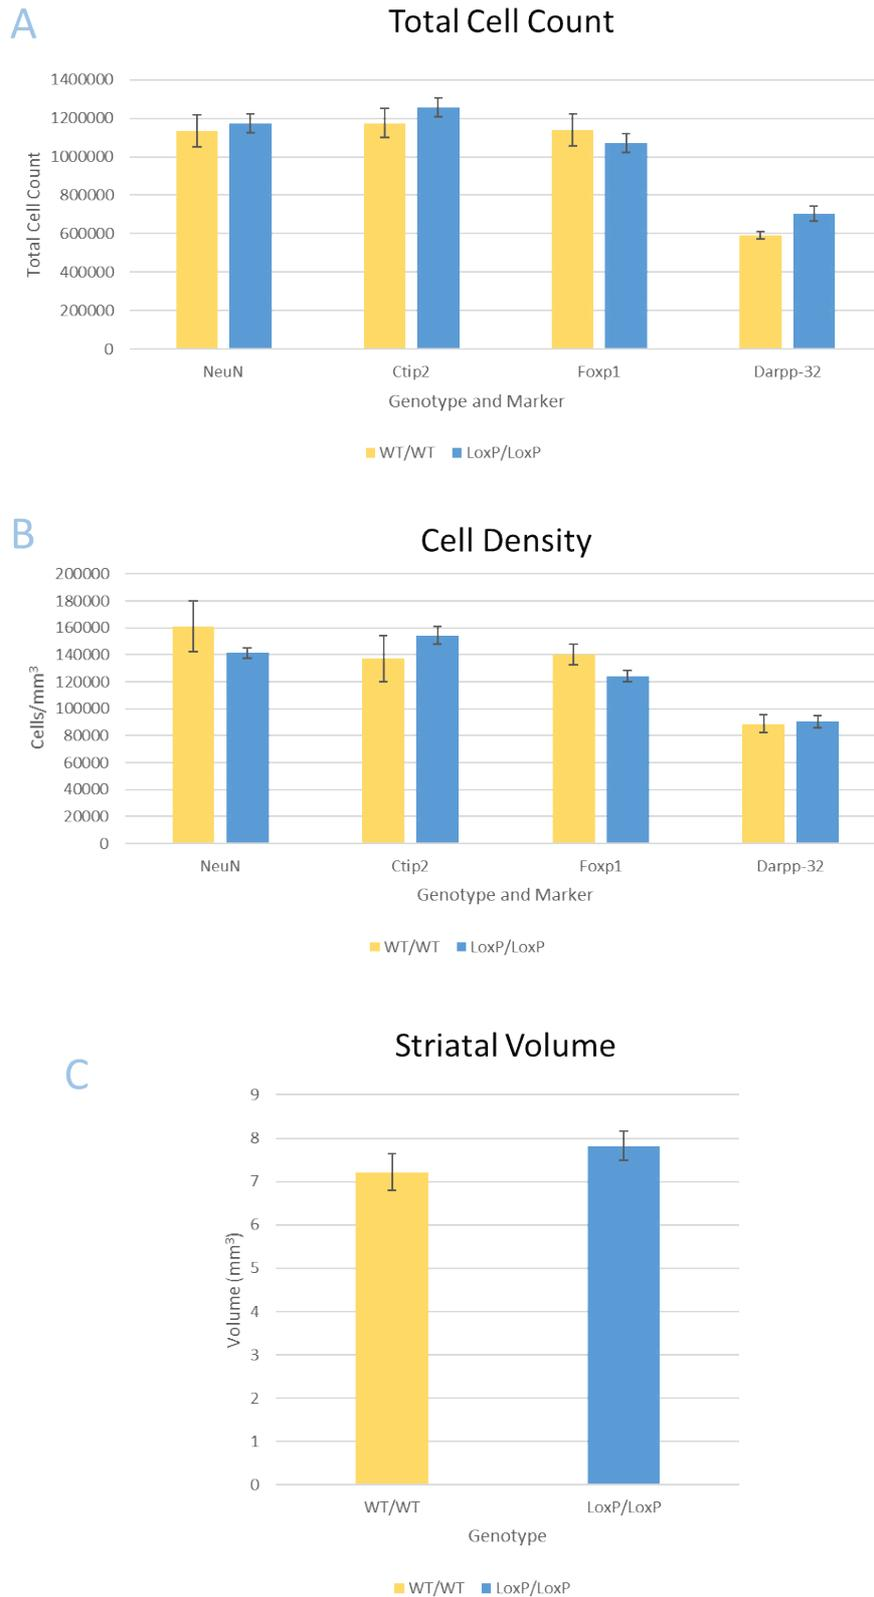 A
Total Cell Count
1400000
1200000
1000000
800000
600000
400000
200000
0
Total Cell Count
NeuN Ctip2 Foxp1 Darpp-32
Genotype and Marker
WT/WT LoxP/LoxP
B
Cell Density
200000
180000
160000
140000
120000
100000
80000
60000
40000
20000
0
Cells/mm³
NeuN Ctip2 Foxp1 Darpp-32
Genotype and Marker
WT/WT LoxP/LoxP
C
Striatal Volume
9
8
7
6
5
4
3
2
1
0
Volume (mm³)
WT/WT LoxP/LoxP
Genotype
WT/WT LoxP/LoxP